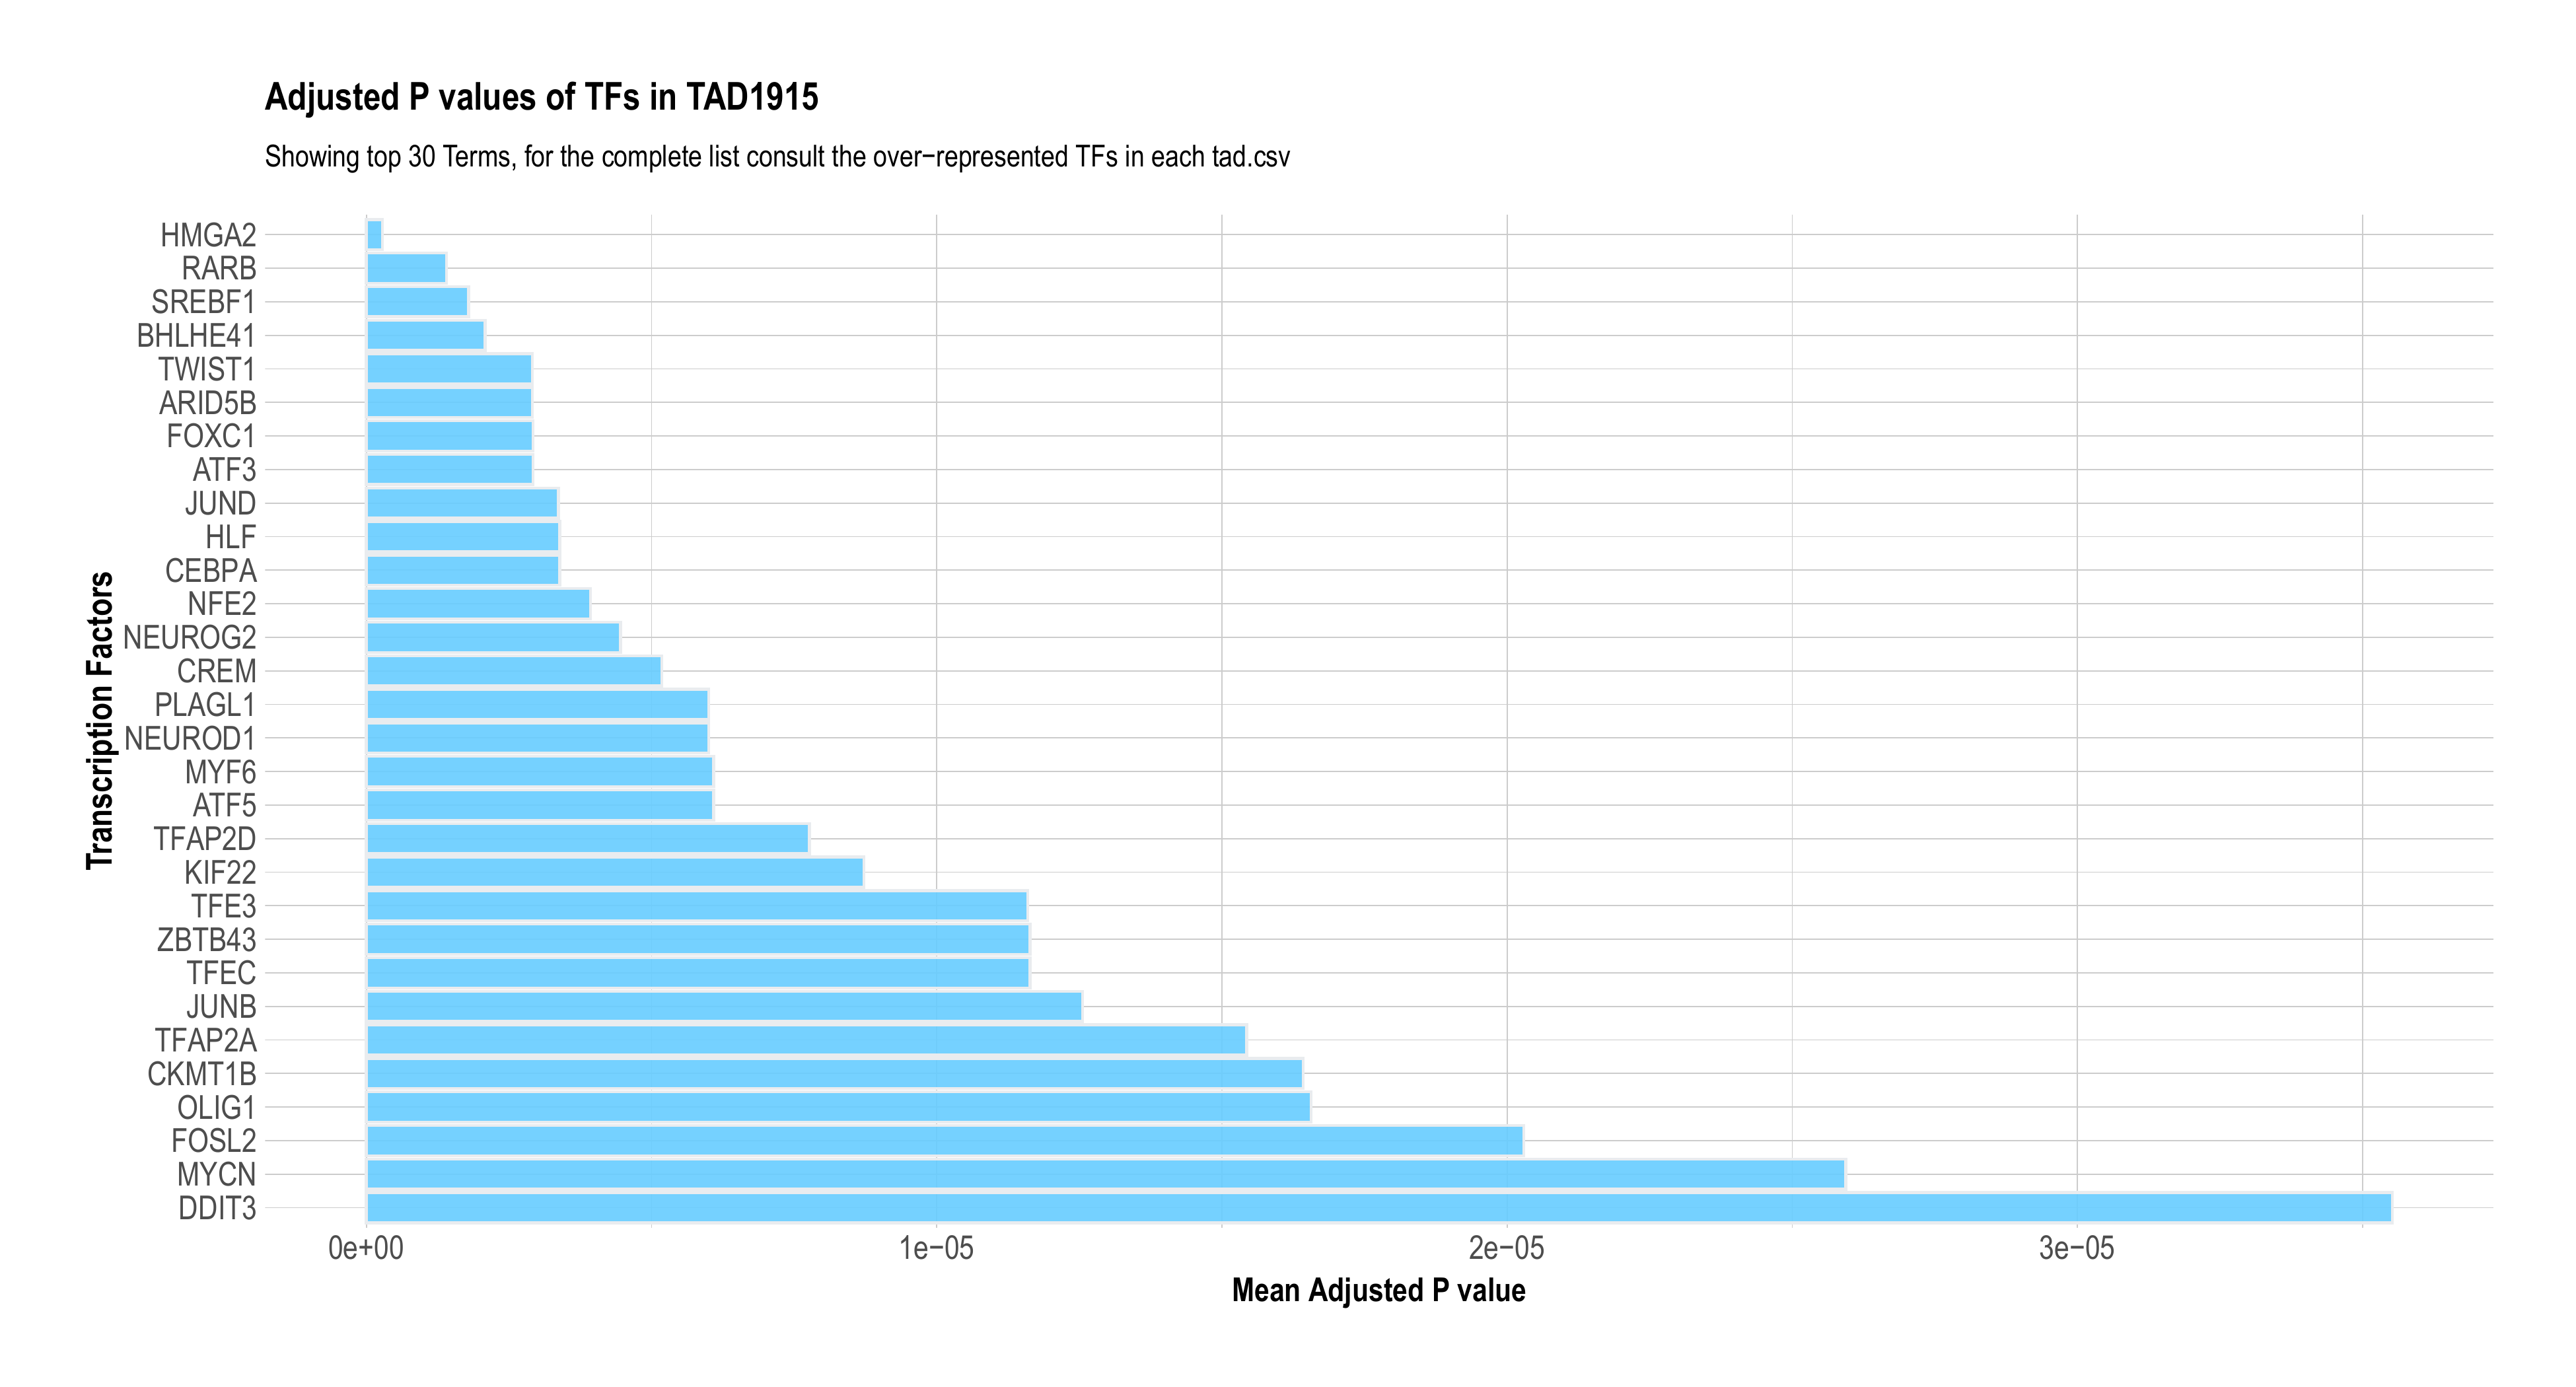 Adjusted P values of TFs in TAD1915
Showing top 30 Terms, for the complete list consult the over−represented TFs in each tad.csv
Transcription Factors
HMGA2
RARB
SREBF1
BHLHE41
TWIST1
ARID5B
FOXC1
ATF3
JUND
HLF
CEBPA
NFE2
NEUROG2
CREM
PLAGL1
NEUROD1
MYF6
ATF5
TFAP2D
KIF22
TFE3
ZBTB43
TFEC
JUNB
TFAP2A
CKMT1B
OLIG1
FOSL2
MYCN
DDIT3
0e+00 1e−05 2e−05 3e−05
Mean Adjusted P value